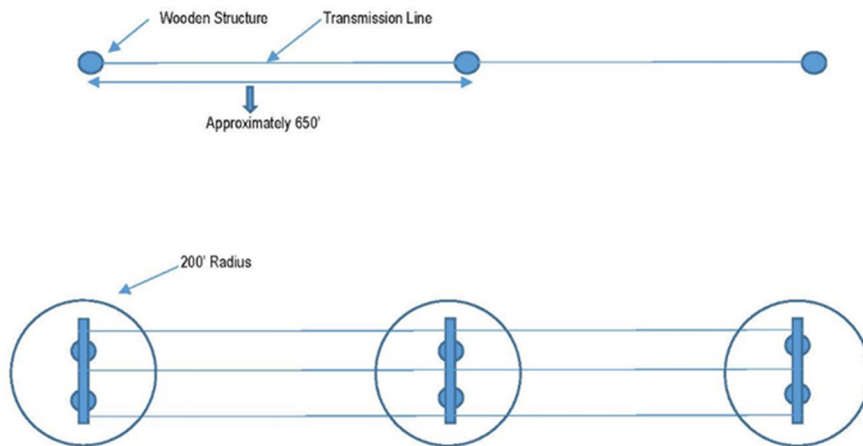 Wooden Structure
Transmission Line
Approximately 650'
200' Radius